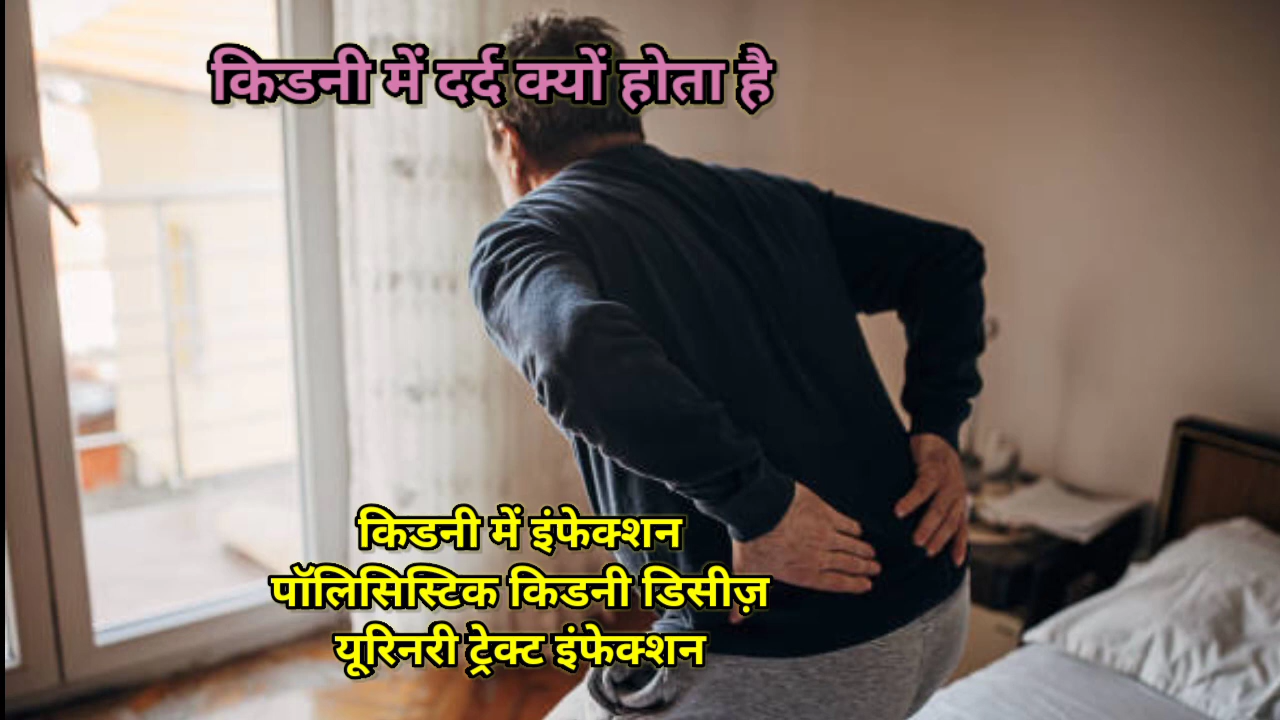 किडनी में दर्द क्यों होता है
किडनी में इंफेक्शन
पॉलिसिस्टिक किडनी डिसीज़
यूरिनरी ट्रेक्ट इंफेक्शन